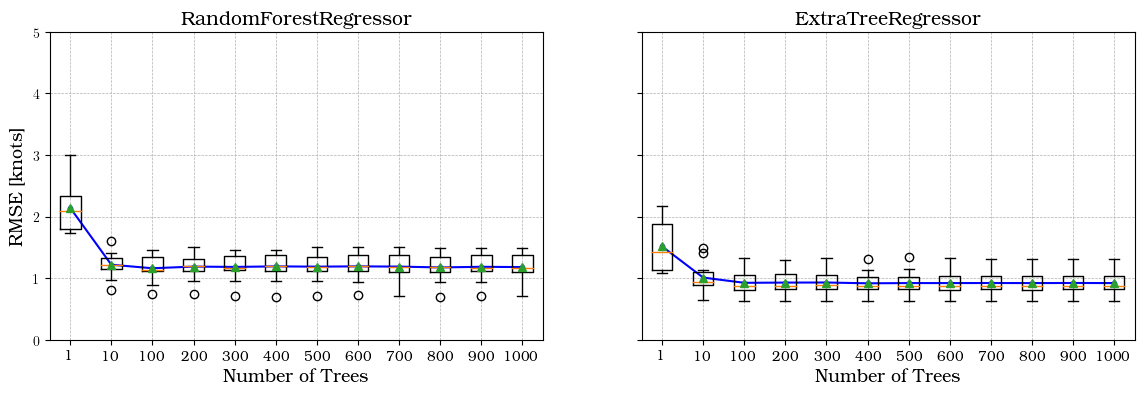 RandomForestRegressor
ExtraTreeRegressor
RMSE [knots]
5
4
3
2
1
0
1 10 100 200 300 400 500 600 700 800 900 1000
1 10 100 200 300 400 500 600 700 800 900 1000
Number of Trees
Number of Trees